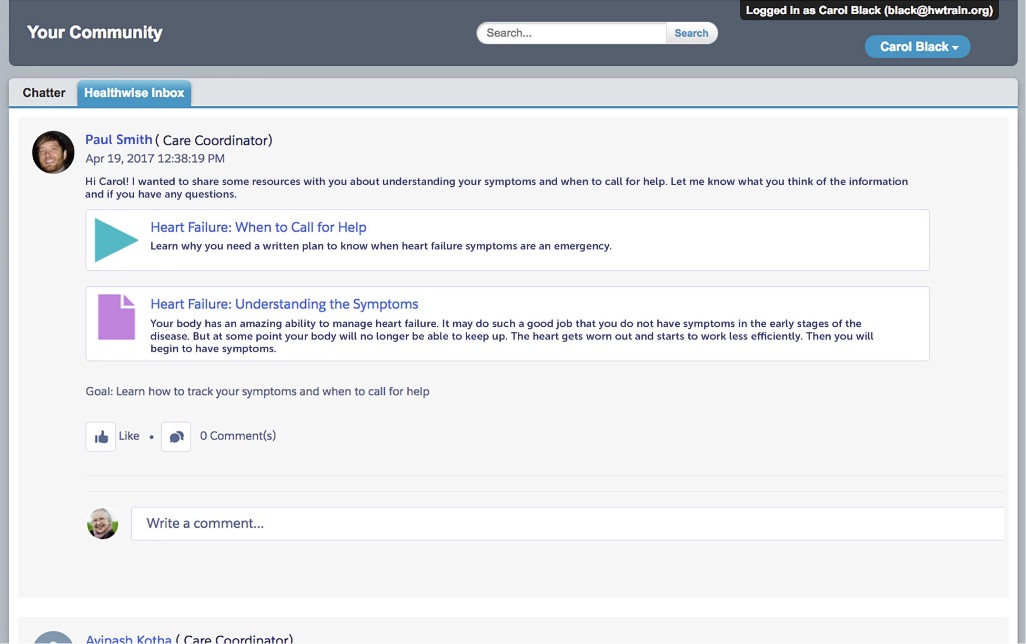 Logged in as Carol Black (black@hwtrain.org)
Your Community
Search...
Search
Carol Black
Chatter
Healthwise Inbox
Paul Smith ( Care Coordinator)
Apr 19, 2017 12:38:19 PM
Hi Carol! I wanted to share some resources with you about understanding your symptoms and when to call for help. Let me know what you think of the information
and if you have any questions.
Heart Failure: When to Call for Help
Learn why you need a written plan to know when heart failure symptoms are an emergency.
Heart Failure: Understanding the Symptoms
Your body has an amazing ability to manage heart failure. It may do such a good job that you do not have symptoms in the early stages of the
disease. But at some point your body will no longer be able to keep up. The heart gets worn out and starts to work less efficiently. Then you will
begin to have symptoms.
Goal: Learn how to track your symptoms and when to call for help
Like • 0 Comment(s)
Write a comment...
Avinash Kotha ( Care Coordinator)